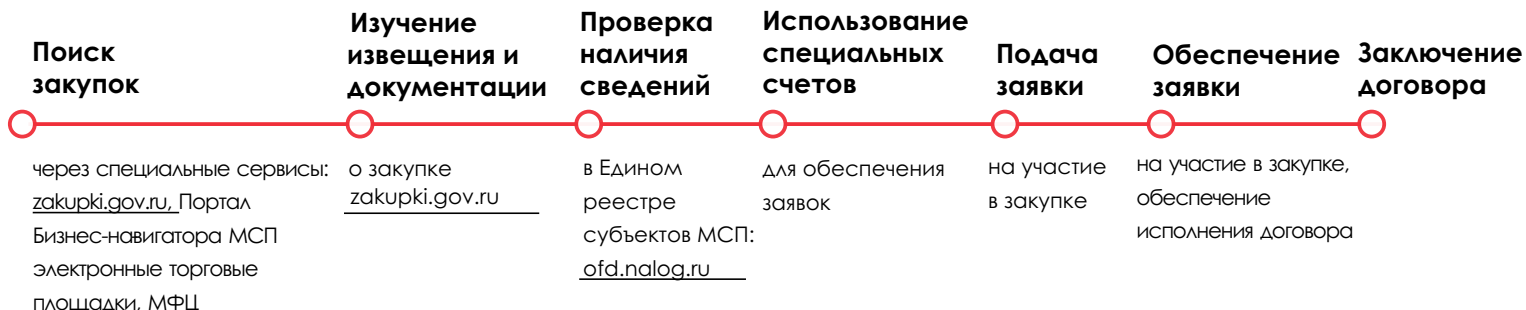 Поиск
закупок
через специальные сервисы:
zakupki.gov.ru, Портал
Бизнес-навигатора МСП
электронные торговые
площадки, МФЦ
Изучение
извещения и
документации
о закупке
zakupki.gov.ru
Проверка
наличия
сведений
в Едином
реестре
субъектов МСП:
ofd.nalog.ru
Использование
специальных
счетов
для обеспечения
заявок
Подача
заявки
на участие
в закупке
Обеспечение
заявки
на участие в закупке,
обеспечение
исполнения договора
Заключение
договора